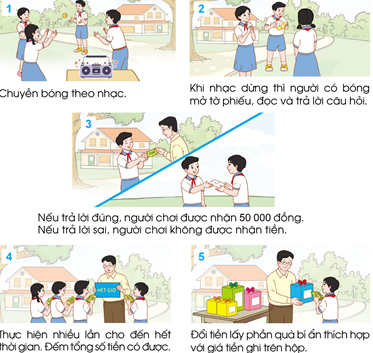 1
Chuyền bóng theo nhạc.
2
Khi nhạc dừng thì người có bóng
mở tờ phiếu, đọc và trả lời câu hỏi.
3
Nếu trả lời đúng, người chơi được nhận 50 000 đồng.
Nếu trả lời sai, người chơi không được nhận tiền.
4
HẾT GIỜ
Thực hiện nhiều lần cho đến hết
thời gian. Đếm tổng số tiền có được.
5
Đổi tiền lấy phần quà bí ẩn thích hợp
với giá tiền ghi trên hộp.